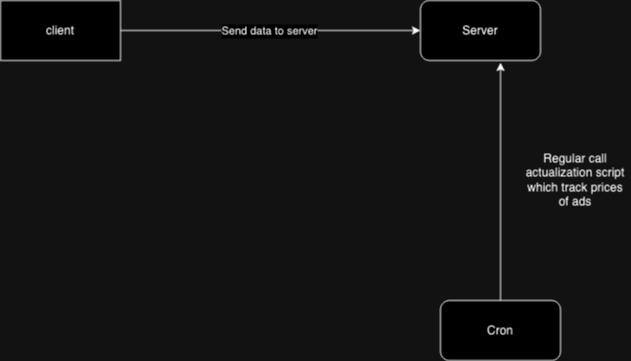 client
Send data to server
Server
Regular call
actualization script
which track prices
of ads
Cron